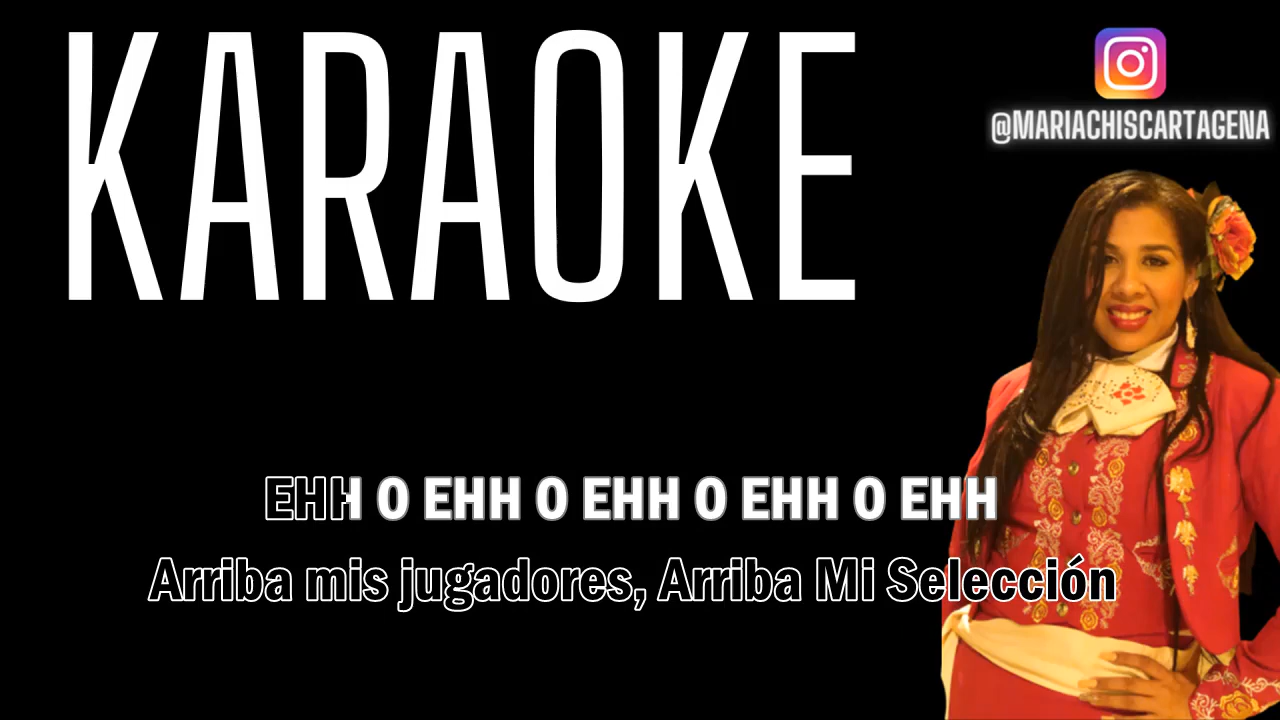 KARAOKE
@MARIACHISCARTAGENA
EHH O EHH O EHH O EHH O EHH
Arriba mis jugadores, Arriba Mi Selección